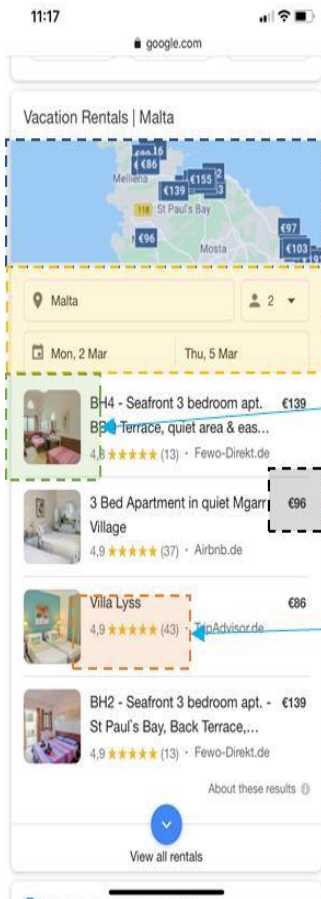 11:17
google.com
Vacation Rentals | Malta
€86
Mellieħa
€139
€155
118
St Paul's Bay
€97
€96
Mosta
€103
Malta
2
Mon, 2 Mar
Thu, 5 Mar
BH4 - Seafront 3 bedroom apt. €139
Terrace, quiet area & eas...
4,8 ★★★★★ (13) · Fewo-Direkt.de
3 Bed Apartment in quiet Mgarr €96
Village
4,9 ★★★★★ (37) · Airbnb.de
Villa Lyss €86
4,9 ★★★★★ (43) · TripAdvisor.de
BH2 - Seafront 3 bedroom apt. - €139
St Paul`s Bay, Back Terrace,...
4,9 ★★★★★ (13) · Fewo-Direkt.de
About these results
View all rentals